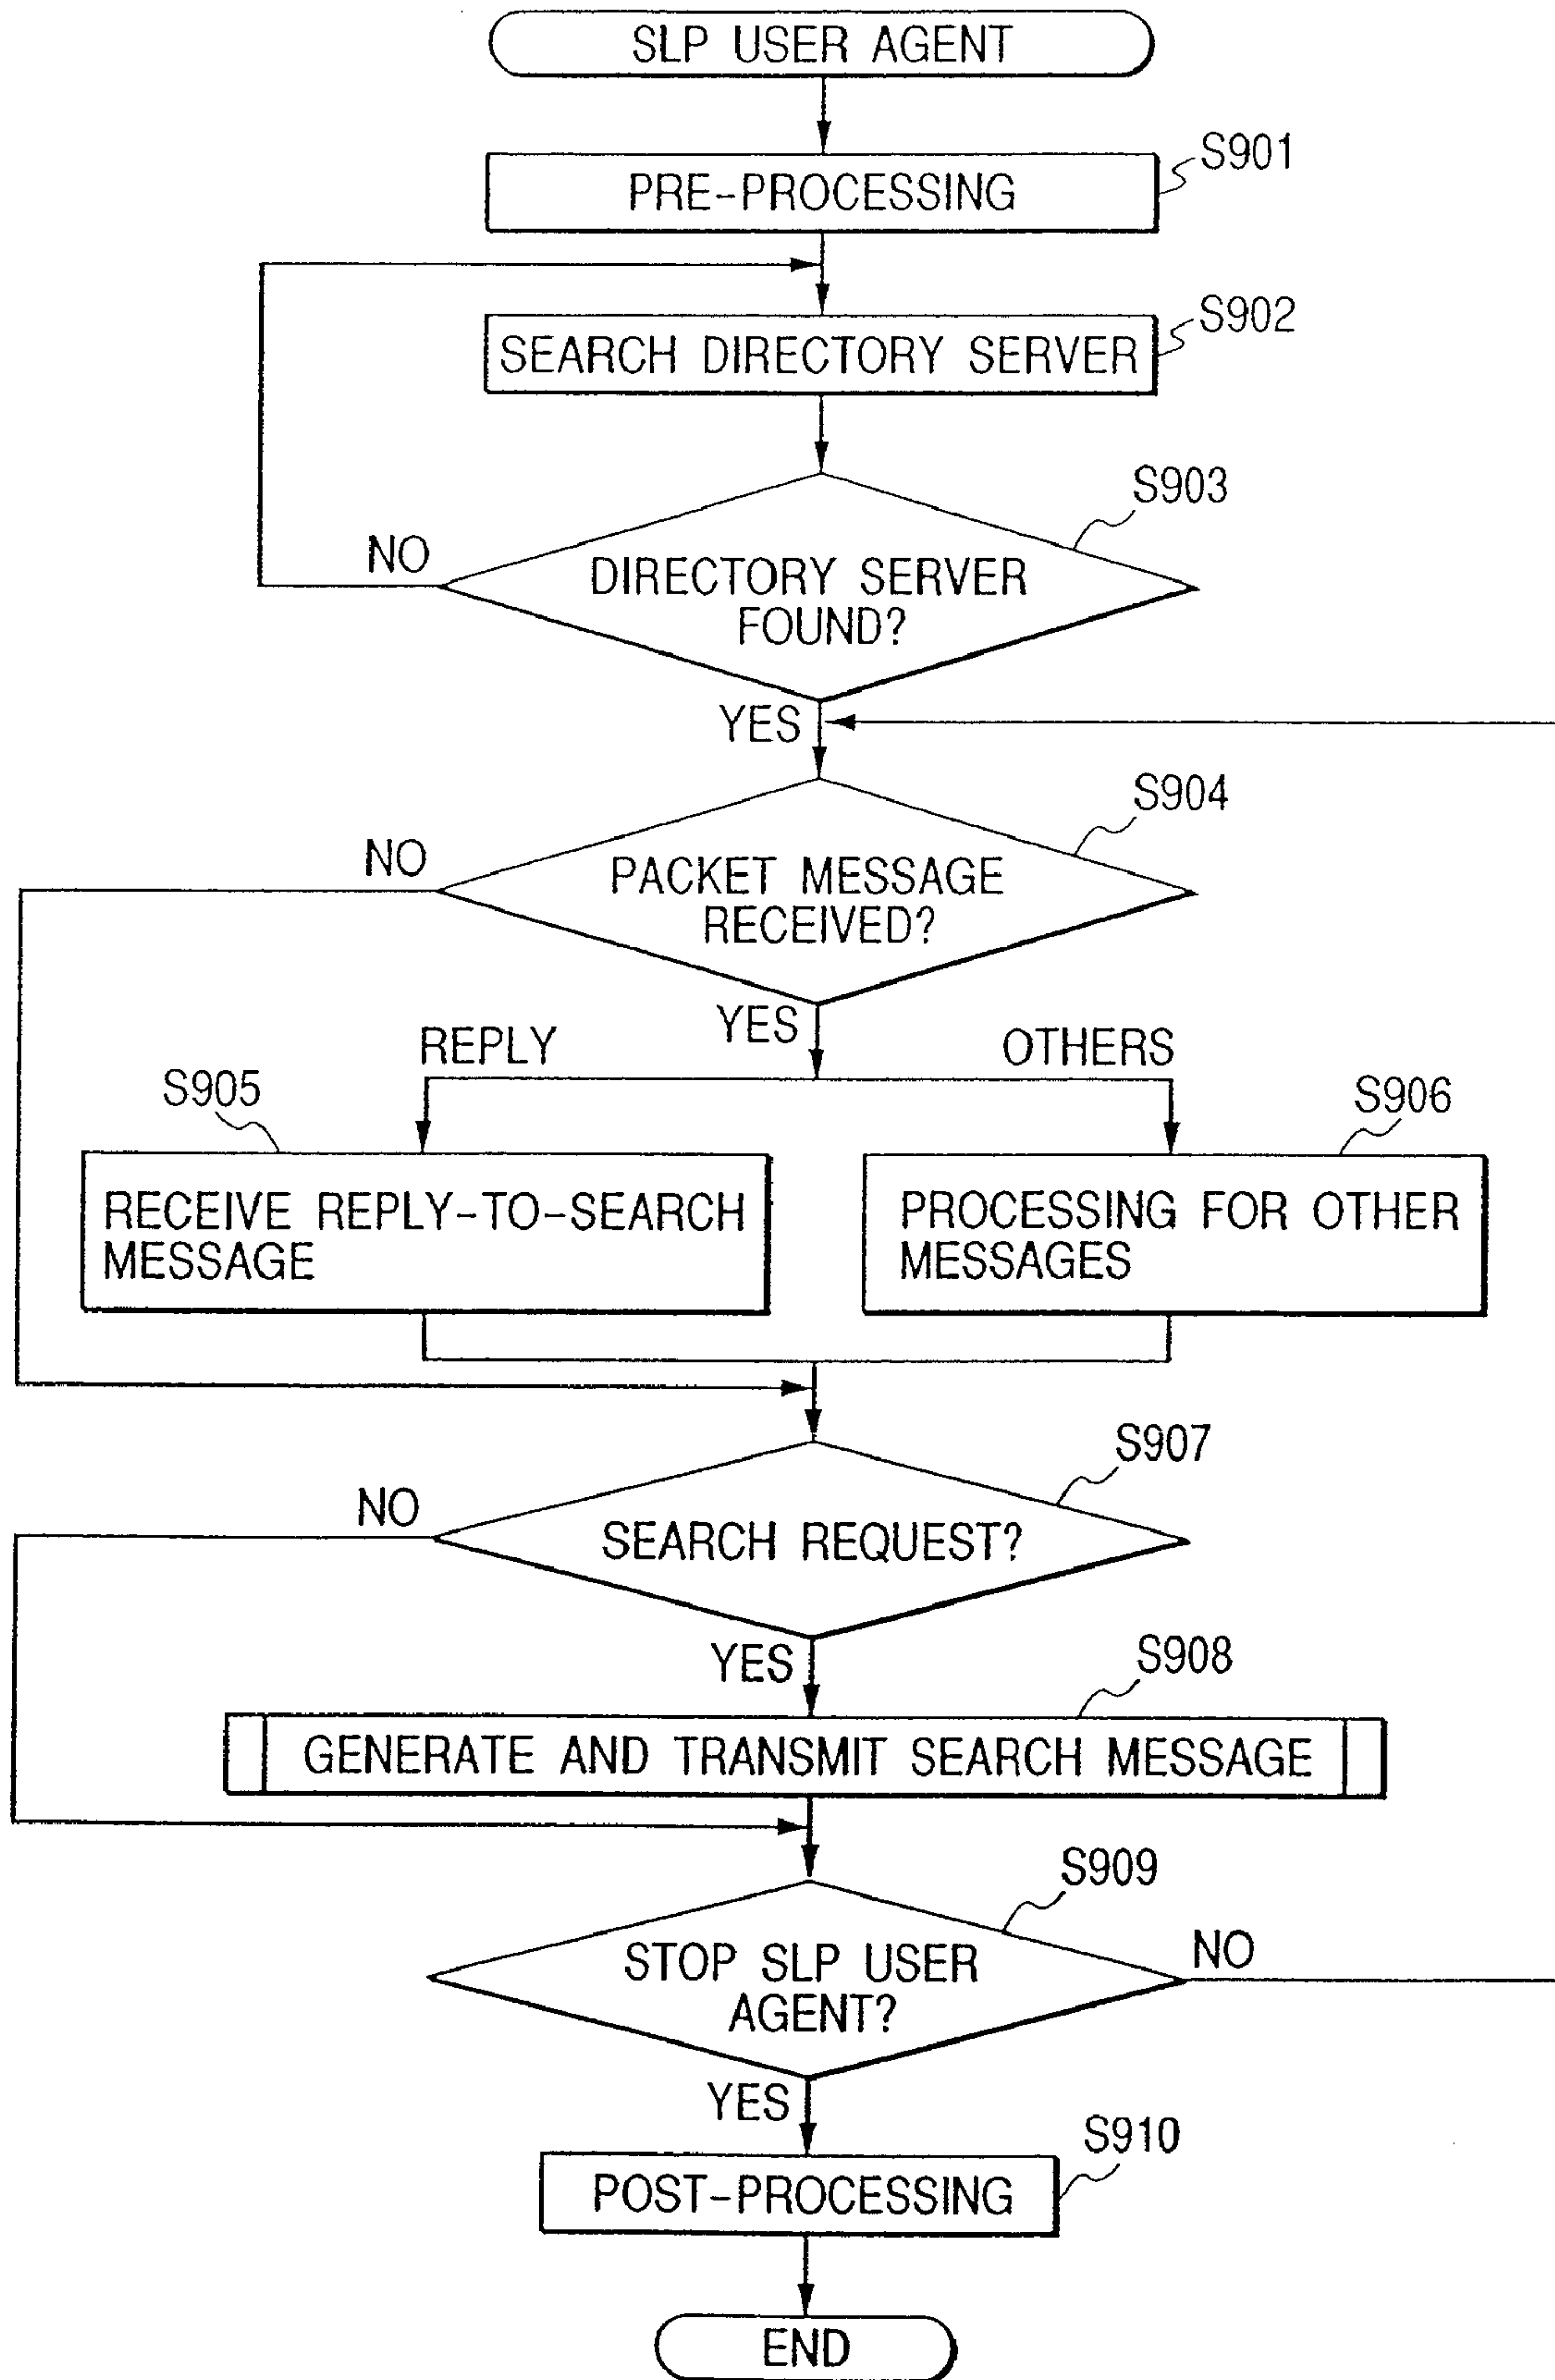 SLP USER AGENT
S901
PRE-PROCESSING
S902
SEARCH DIRECTORY SERVER
S903
NO
DIRECTORY SERVER
FOUND?
YES
S904
NO
PACKET MESSAGE
RECEIVED?
YES
REPLY
OTHERS
S905
S906
RECEIVE REPLY-TO-SEARCH
MESSAGE
PROCESSING FOR OTHER
MESSAGES
S907
NO
SEARCH REQUEST?
YES
S908
GENERATE AND TRANSMIT SEARCH MESSAGE
S909
STOP SLP USER
AGENT?
NO
YES
S910
POST-PROCESSING
END